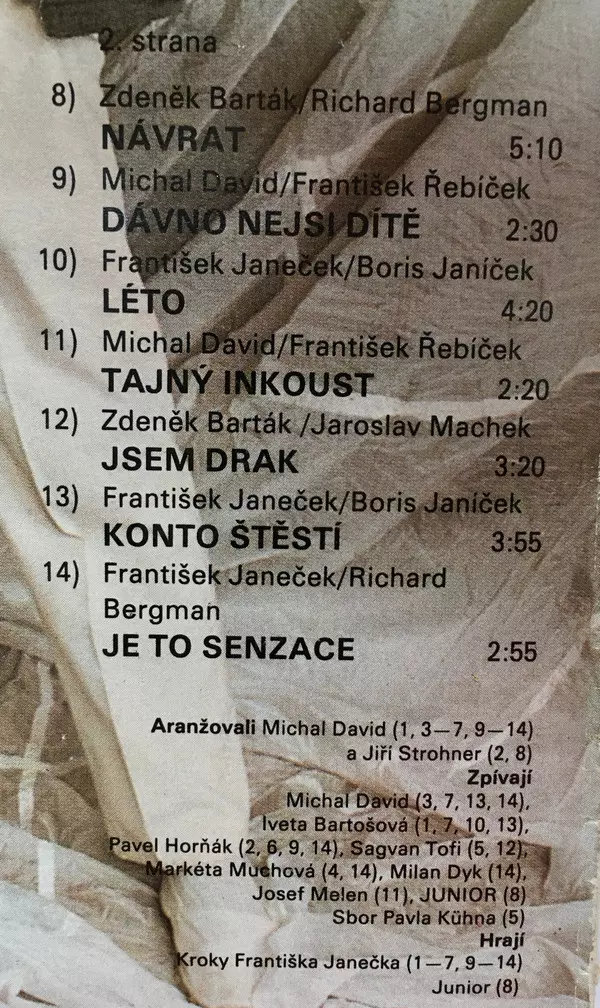 2. strana
8) Zdeněk Barták/Richard Bergman
NÁVRAT 5:10
9) Michal David/František Řebíček
DÁVNO NEJSI DÍTĚ 2:30
10) František Janeček/Boris Janíček
LÉTO 4:20
11) Michal David/František Řebíček
TAJNÝ INKOUST 2:20
12) Zdeněk Barták /Jaroslav Machek
JSEM DRAK 3:20
13) František Janeček/Boris Janíček
KONTO ŠTĚSTÍ 3:55
14) František Janeček/Richard
Bergman
JE TO SENZACE 2:55
Aranžovali Michal David (1, 3–7, 9–14)
a Jiří Strohner (2, 8)
Zpívají
Michal David (3, 7, 13, 14),
Iveta Bartošová (1, 7, 10, 13),
Pavel Horňák (2, 6, 9, 14), Sagvan Tofi (5, 12),
Markéta Muchová (4, 14), Milan Dyk (14),
Josef Melen (11), JUNIOR (8)
Sbor Pavla Kühna (5)
Hrají
Kroky Františka Janečka (1–7, 9–14)
Junior (8)